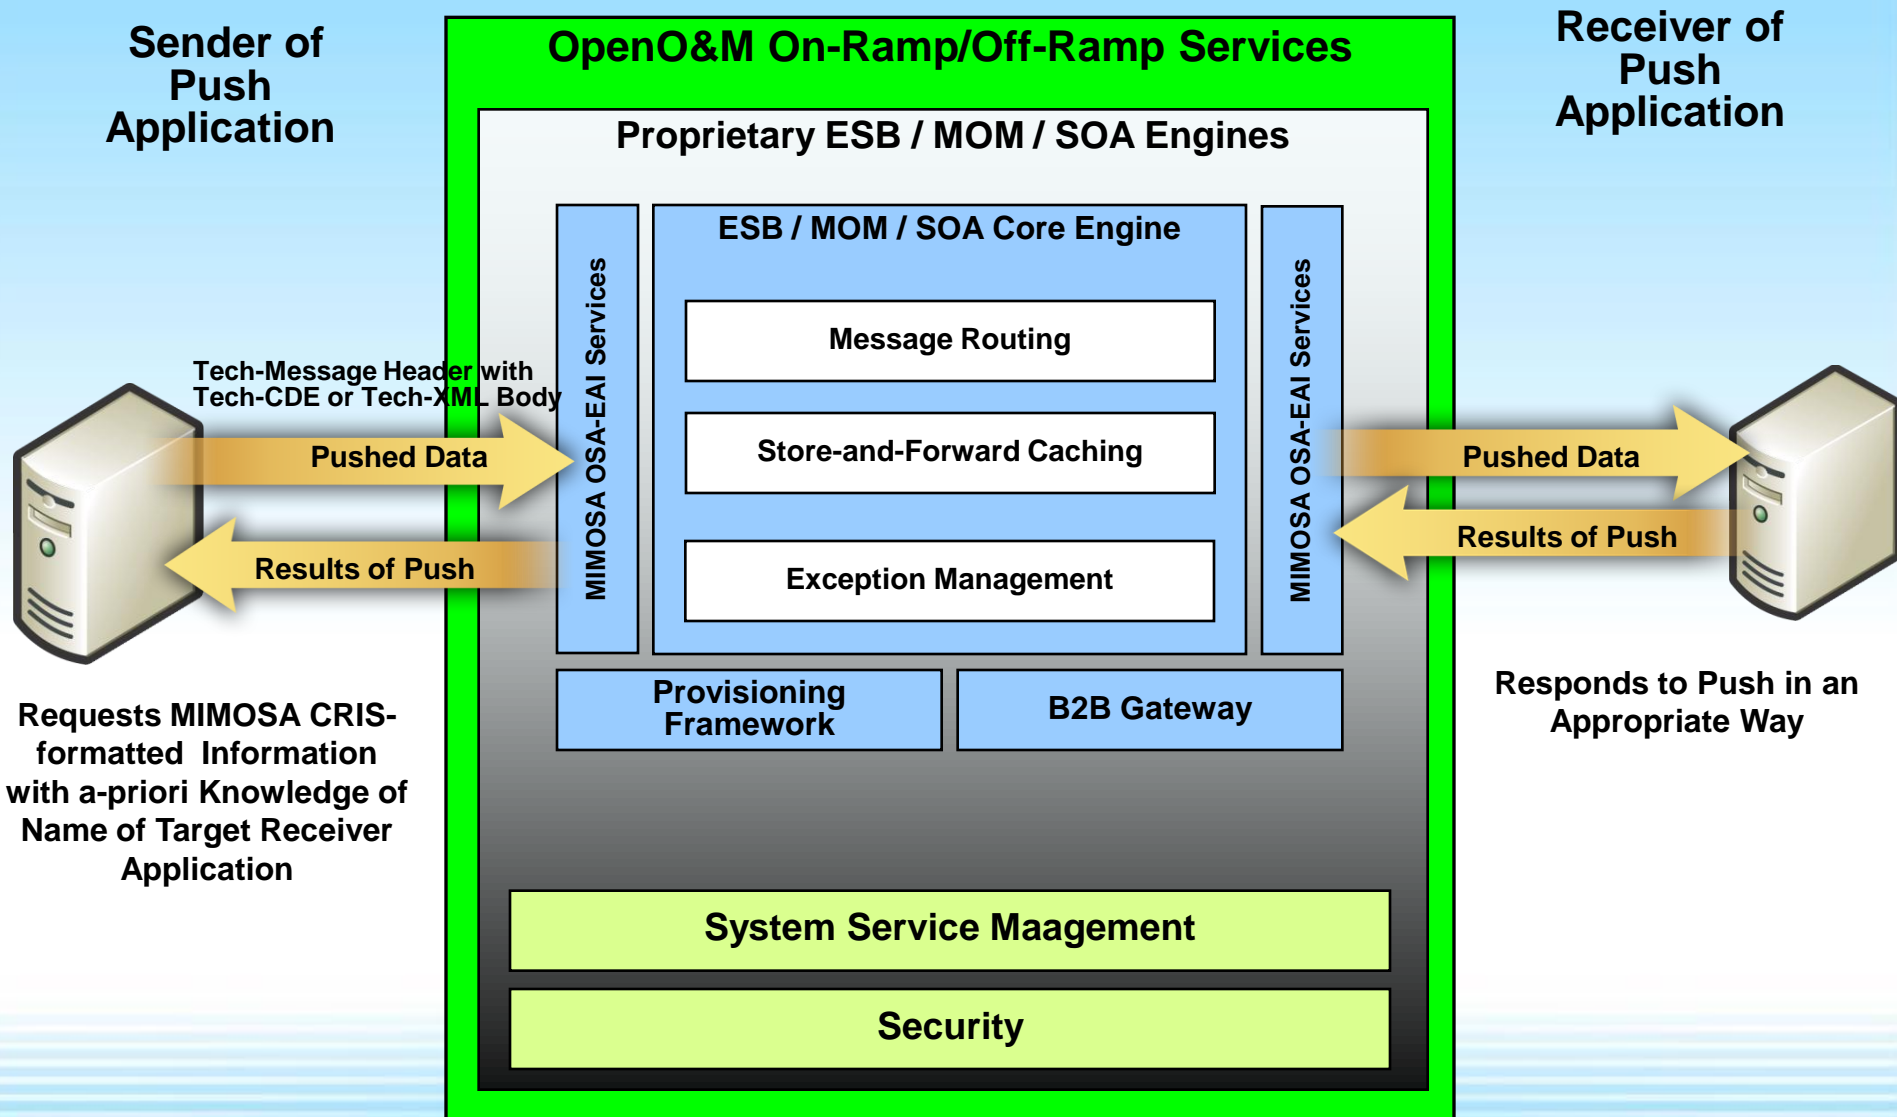 Sender of
Push
Application
OpenO&M On-Ramp/Off-Ramp Services
Receiver of
Push
Application
Proprietary ESB / MOM / SOA Engines
MIMOSA OSA-EAI Services
ESB / MOM / SOA Core Engine
Message Routing
Store-and-Forward Caching
Exception Management
MIMOSA OSA-EAI Services
Tech-Message Header with
Tech-CDE or Tech-XML Body
Pushed Data
Results of Push
Pushed Data
Results of Push
Provisioning
Framework
B2B Gateway
Requests MIMOSA CRIS-
formatted Information
with a-priori Knowledge of
Name of Target Receiver
Application
Responds to Push in an
Appropriate Way
System Service Maagement
Security